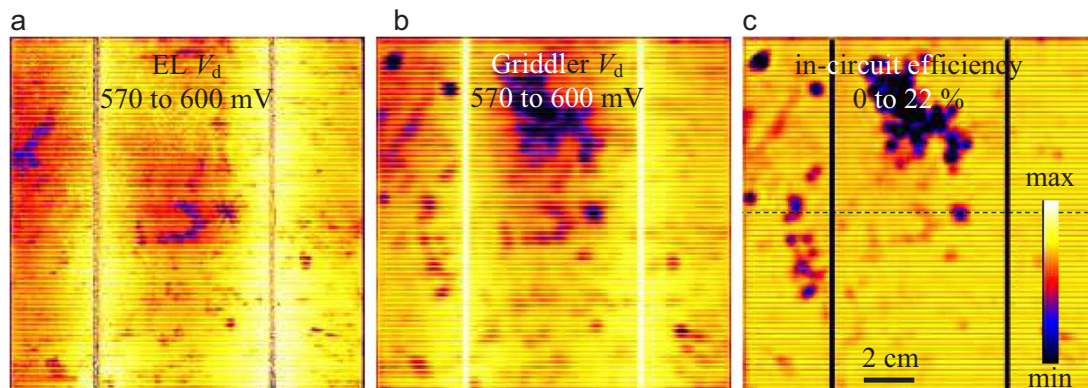 a
EL Vd
570 to 600 mV
b
Griddler Vd
570 to 600 mV
c
in-circuit efficiency
0 to 22 %
max
2 cm
min